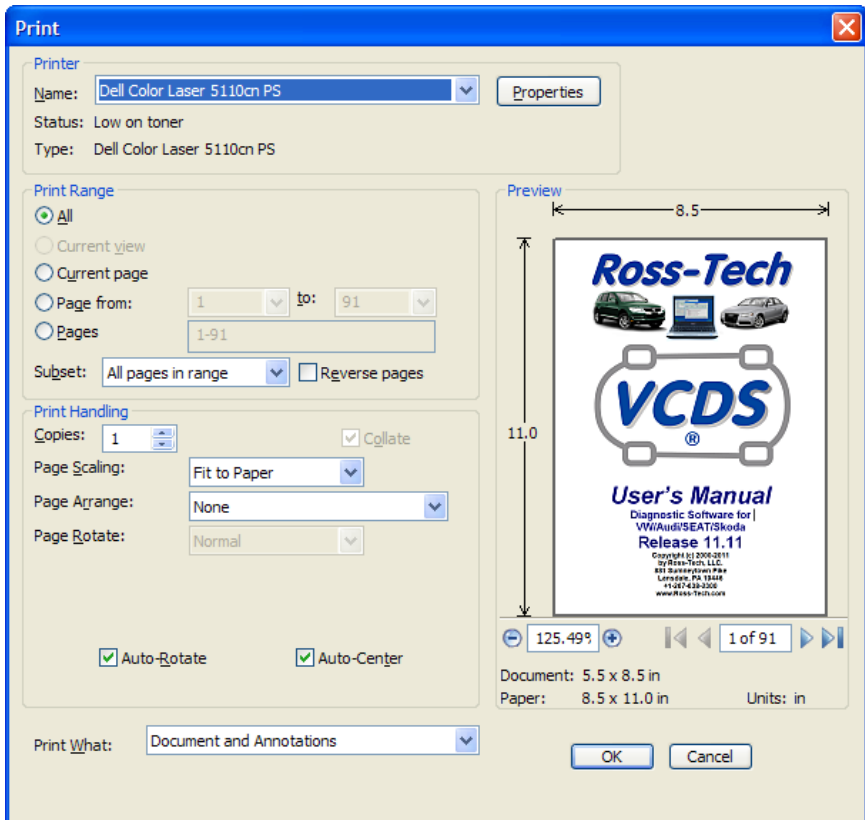 Print
Printer
Name: Dell Color Laser 5110cn PS Properties
Status: Low on toner
Type: Dell Color Laser 5110cn PS
Print Range
All
Current view
Current page
Page from: 1 to: 91
Pages 1-91
Subset: All pages in range Reverse pages
Print Handling
Copies: 1 Collate
Page Scaling: Fit to Paper
Page Arrange: None
Page Rotate: Normal
Auto-Rotate Auto-Center
Print What: Document and Annotations
Preview
8.5
11.0
Ross-Tech
VCDS
®
User's Manual
Diagnostic Software for
VW/Audi/SEAT/Skoda
Release 11.11
Copyright (c) 2000-2011
by Ross-Tech, LLC.
881 Sumneytown Pike
Lansdale, PA 19446
+1-267-638-2300
www.Ross-Tech.com
125.49% 1 of 91
Document: 5.5 x 8.5 in
Paper: 8.5 x 11.0 in Units: in
OK Cancel